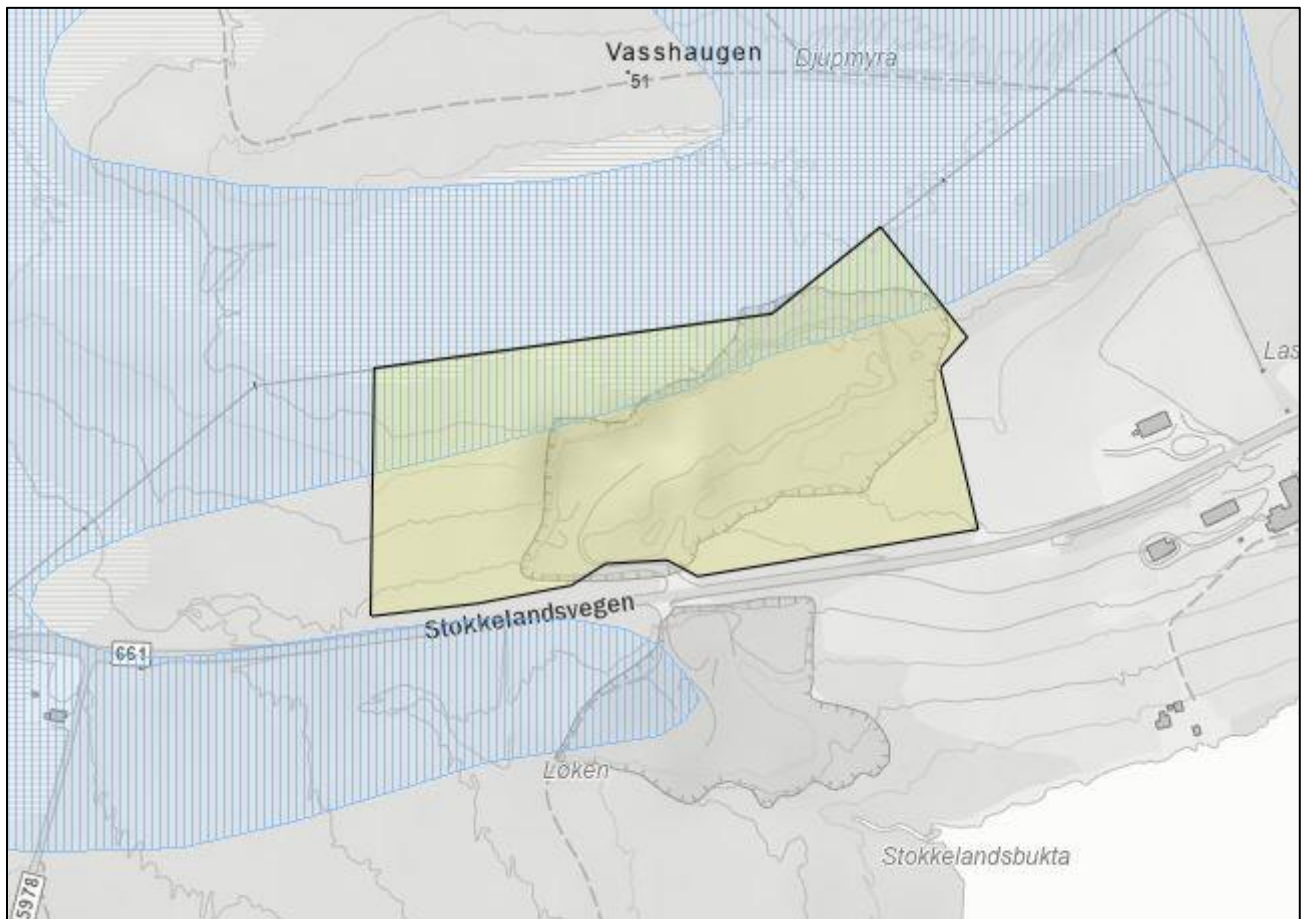 Vasshaugen
Djupmyra
51
Las
Stokkelandsvegen
661
Løken
Stokkelandsbukta
5978